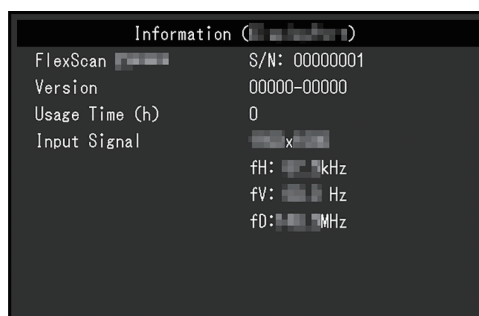 Information (
FlexScan S/N: 00000001
Version 00000-00000
Usage Time (h) 0
Input Signal x
fH: kHz
fV: Hz
fD: MHz